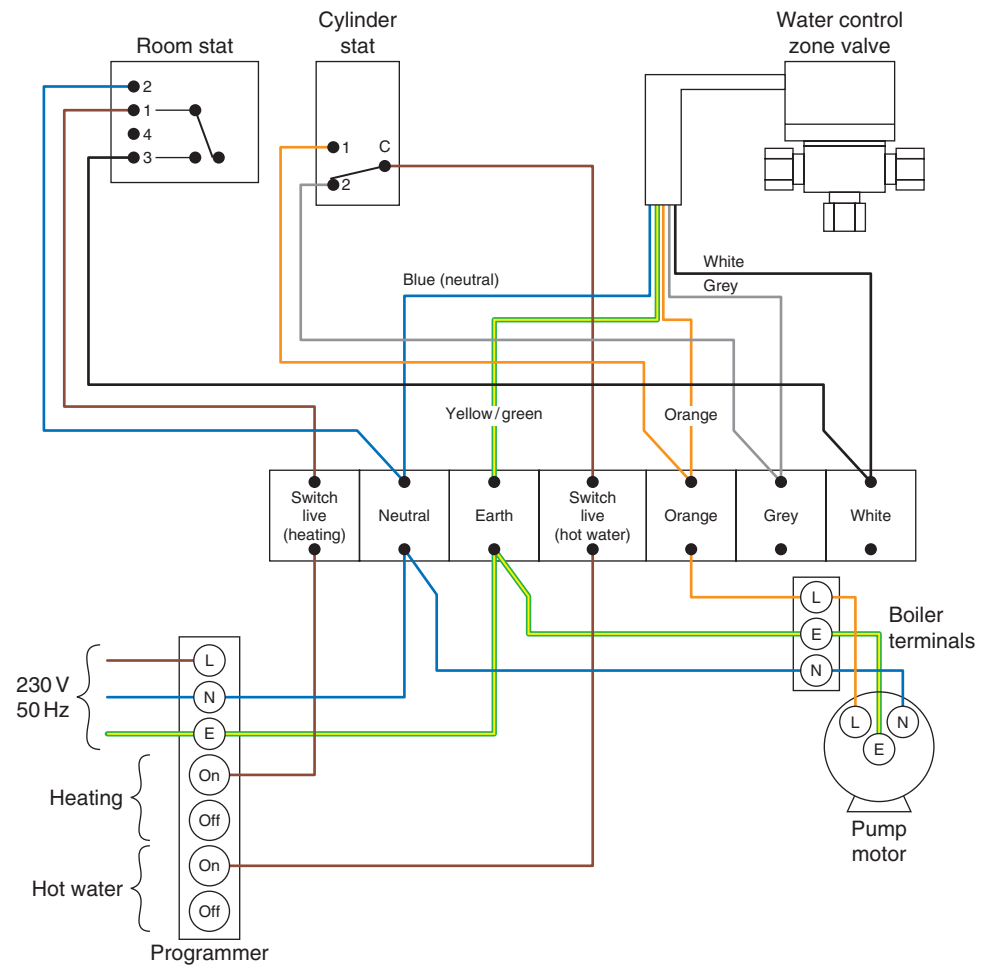 Cylinder
stat
Water control
zone valve
Room stat
2
1
4
3
1
C
2
White
Grey
Blue (neutral)
Yellow/green
Orange
Switch
live
(heating)
Neutral
Earth
Switch
live
(hot water)
Orange
Grey
White
L
E
N
Boiler
terminals
230 V
50 Hz
L
N
E
On
Off
On
Off
Heating
Hot water
Programmer
L
N
E
Pump
motor